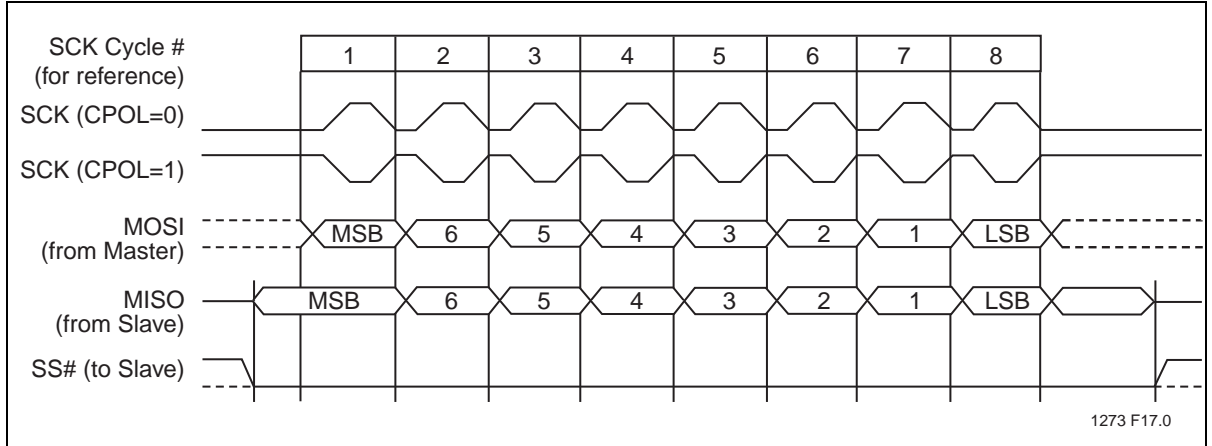 SCK Cycle #
(for reference)
1 2 3 4 5 6 7 8
SCK (CPOL=0)
SCK (CPOL=1)
MOSI
(from Master)
MSB 6 5 4 3 2 1 LSB
MISO
(from Slave)
MSB 6 5 4 3 2 1 LSB
SS# (to Slave)
1273 F17.0